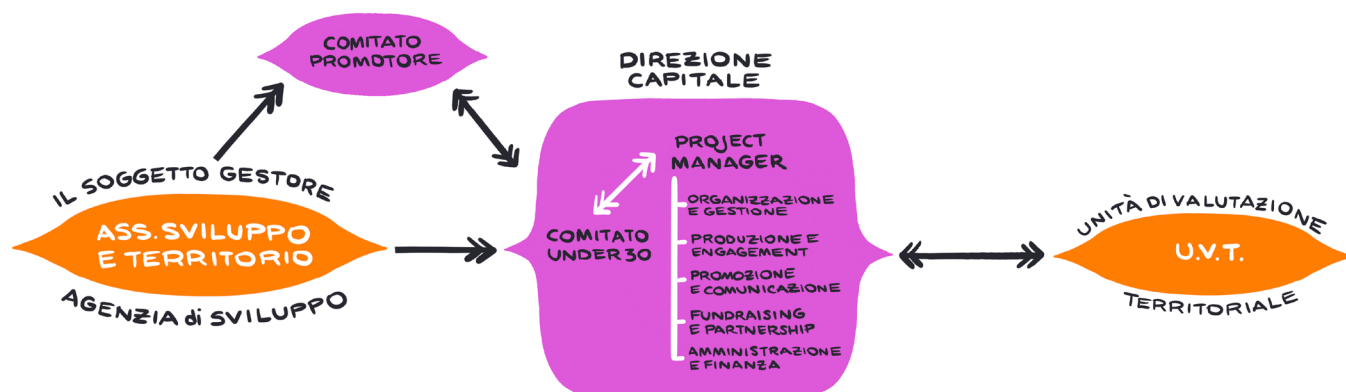 COMITATO
PROMOTORE
DIREZIONE
CAPITALE
IL SOGGETTO GESTORE
ASS. SVILUPPO
E TERRITORIO
AGENZIA di SVILUPPO
PROJECT
MANAGER
COMITATO
UNDER 30
ORGANIZZAZIONE
E GESTIONE
PRODUZIONE E
ENGAGEMENT
PROMOZIONE
E COMUNICAZIONE
FUNDRAISING
E PARTNERSHIP
AMMINISTRAZIONE
E FINANZA
UNITÀ DI VALUTAZIONE
U.V.T.
TERRITORIALE